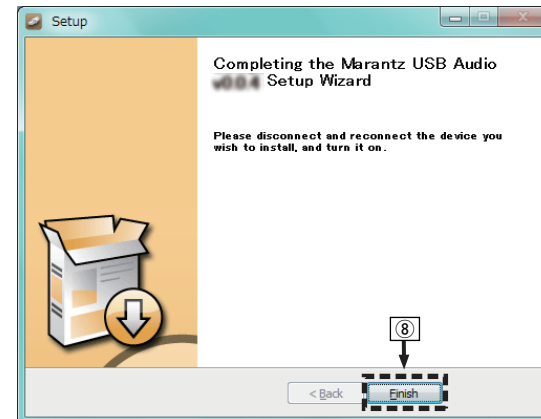 Setup
Completing the Marantz USB Audio
Setup Wizard
Please disconnect and reconnect the device you
wish to install, and turn it on.
⑧
< Back
Finish